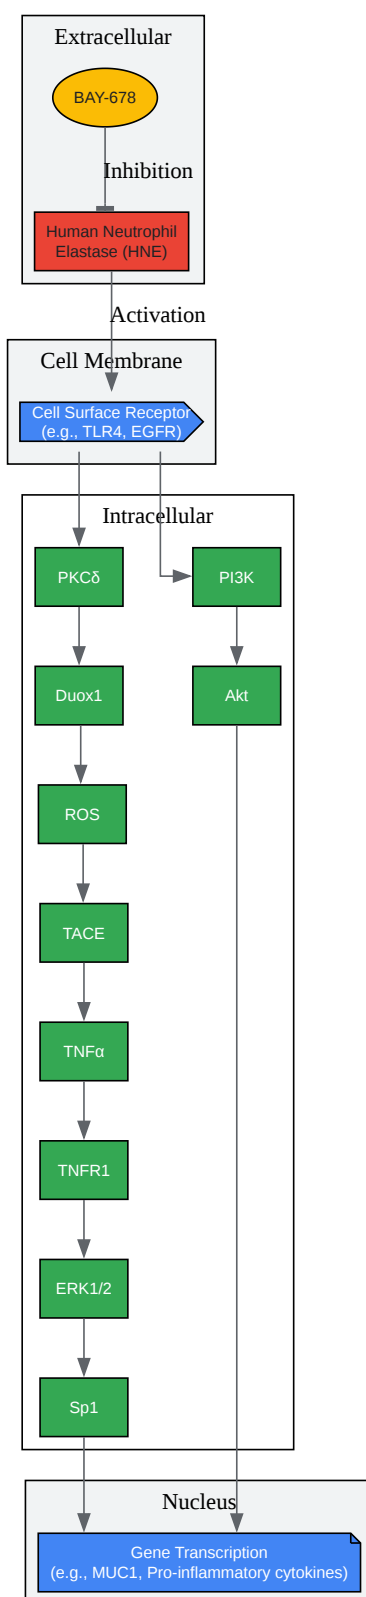 Extracellular
BAY-678
Inhibition
Human Neutrophil
Elastase (HNE)
Activation
Cell Membrane
Cell Surface Receptor
(e.g., TLR4, EGFR)
Intracellular
PKCδ
PI3K
Duox1
Akt
ROS
TACE
TNFα
TNFR1
ERK1/2
Sp1
Nucleus
Gene Transcription
(e.g., MUC1, Pro-inflammatory cytokines)